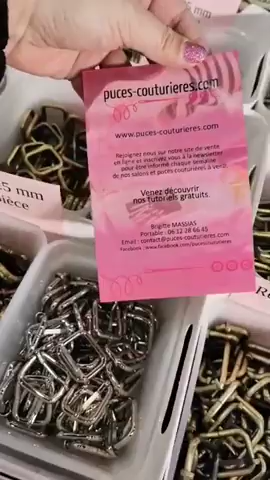 puces-couturieres.com
www.puces-couturieres.com
Rejoignez nous sur notre site de vente
en ligne et inscrivez vous à la newsletter
pour être informé chaque semaine
de nos salons et puces couturières à venir.
Venez découvrir
nos tutoriels gratuits.
Brigitte MASSIAS
Portable : 06 12 28 66 45
Email : contact@puces-couturieres.com
Facebook : www.facebook.com/pucescouturieres
25 mm
pièce